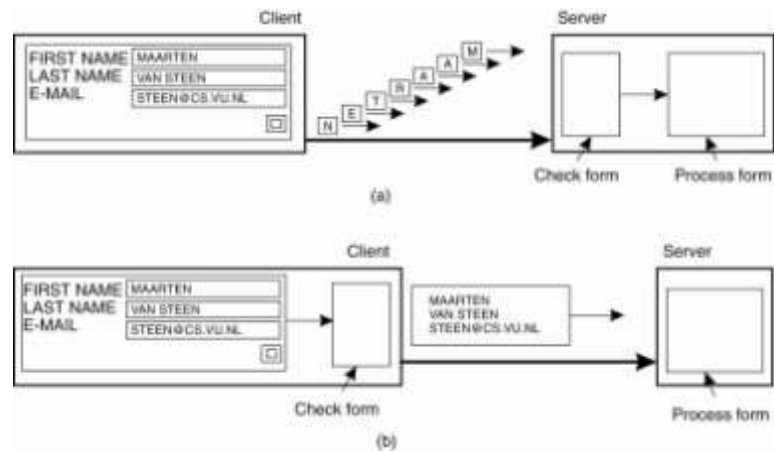 Client
Server
FIRST NAME MAARTEN
LAST NAME VAN STEEN
E-MAIL STEEN@CS.VU.NL
N E T R A A M
Check form
Process form
(a)
Client
Server
FIRST NAME MAARTEN
LAST NAME VAN STEEN
E-MAIL STEEN@CS.VU.NL
MAARTEN
VAN STEEN
STEEN@CS.VU.NL
Check form
Process form
(b)